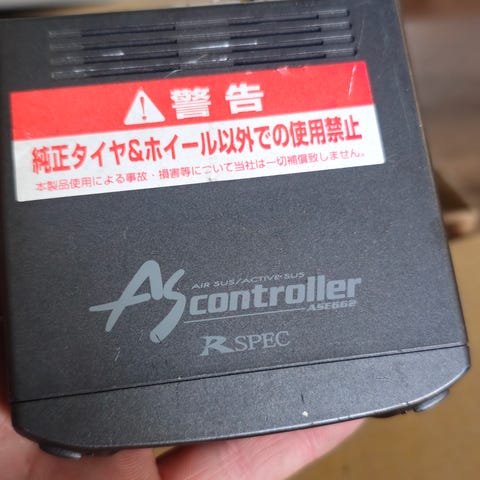 警告
純正タイヤ&ホイール以外での使用禁止
本製品使用による事故・損害等について当社は一切補償致しません。
AIR SUS/ACTIVE-SUS
AS controller
ASE662
R SPEC